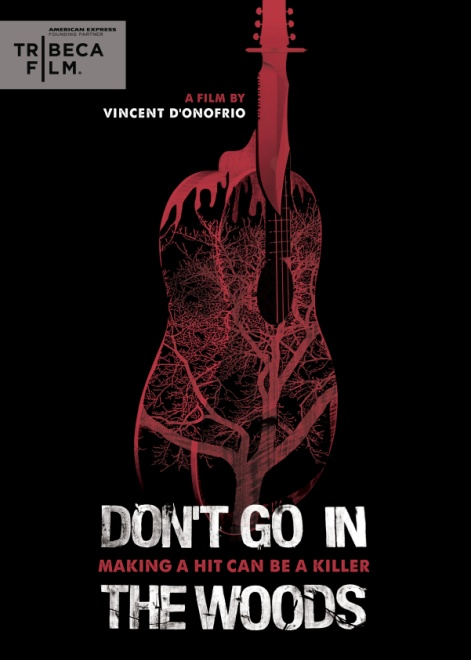 AMERICAN EXPRESS
FOUNDING PARTNER
TRIBECA
FILM.
A FILM BY
VINCENT D'ONOFRIO
DON'T GO IN
MAKING A HIT CAN BE A KILLER
THE WOODS